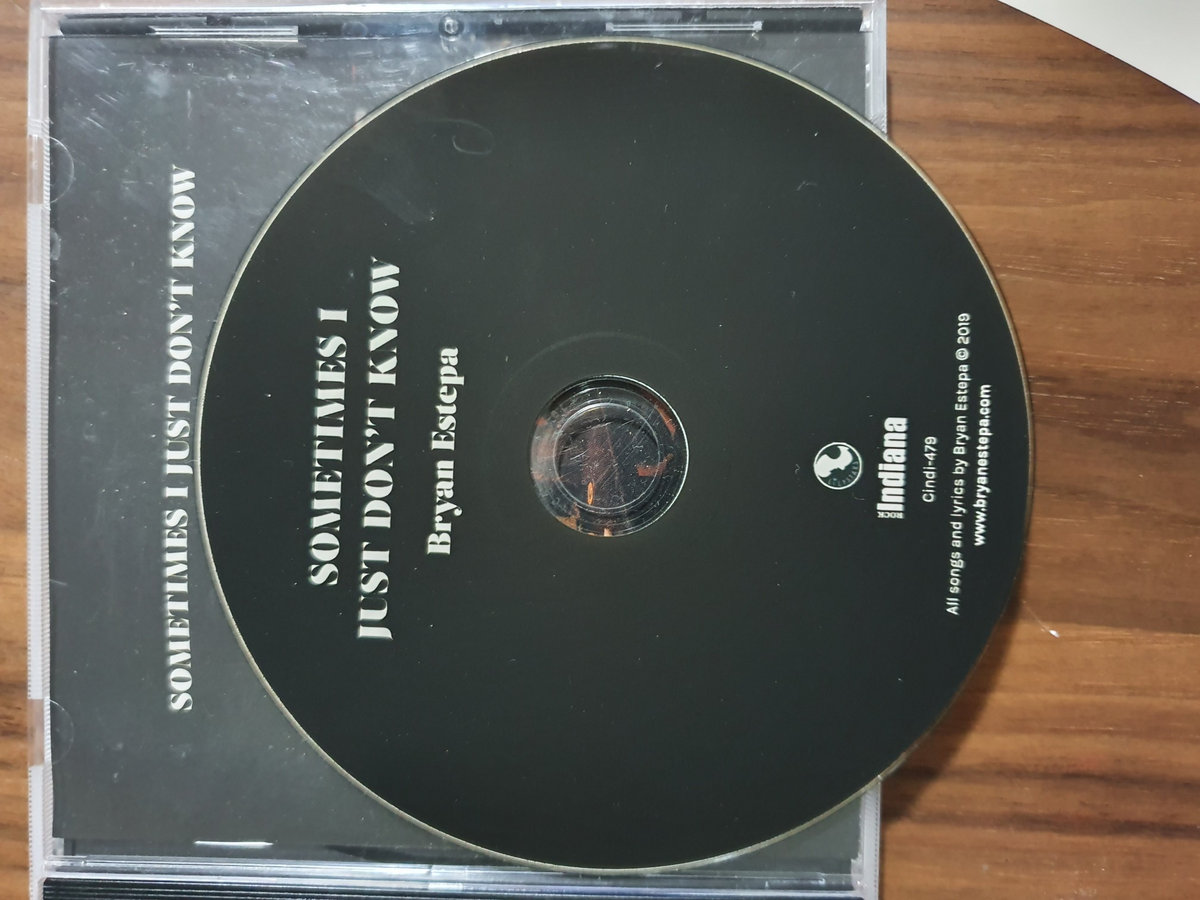 SOMETIMES I JUST DON'T KNOW
SOMETIMES I
JUST DON'T KNOW
Bryan Estepa
ROCK Indiana
Cindi-479
All songs and lyrics by Bryan Estepa © 2019
www.bryanestepa.com